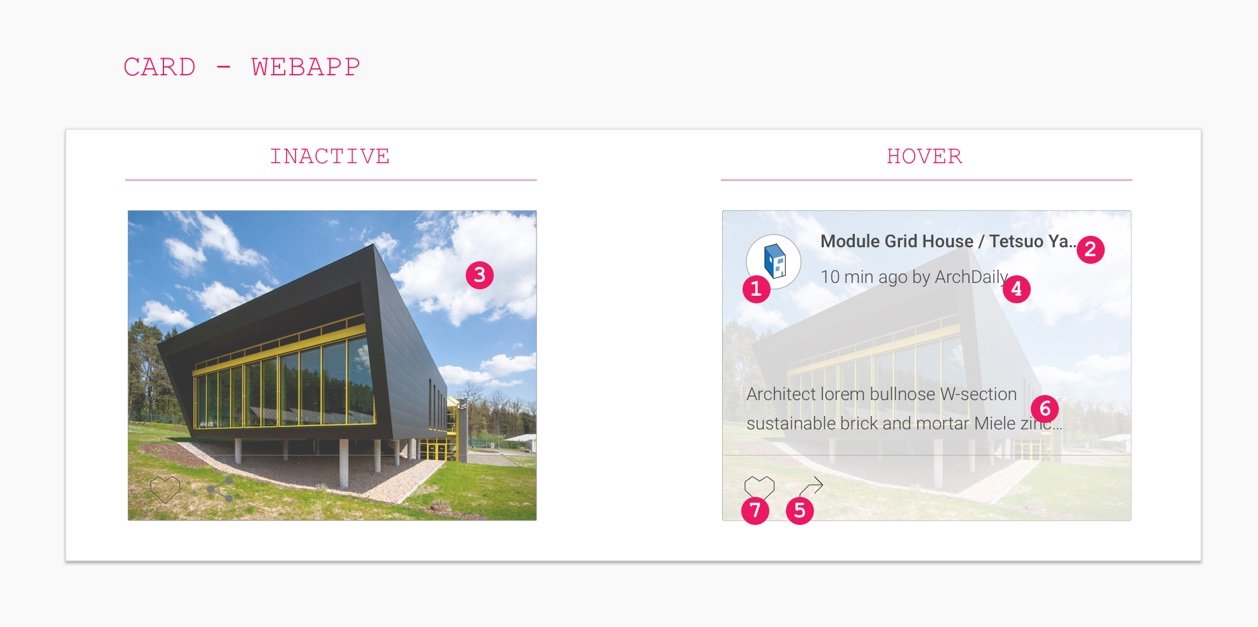 CARD - WEBAPP
INACTIVE
HOVER
3
Module Grid House / Tetsuo Ya..
2
10 min ago by ArchDaily
1
4
Architect lorem bullnose W-section
6
sustainable brick and mortar Miele zinc...
7
5